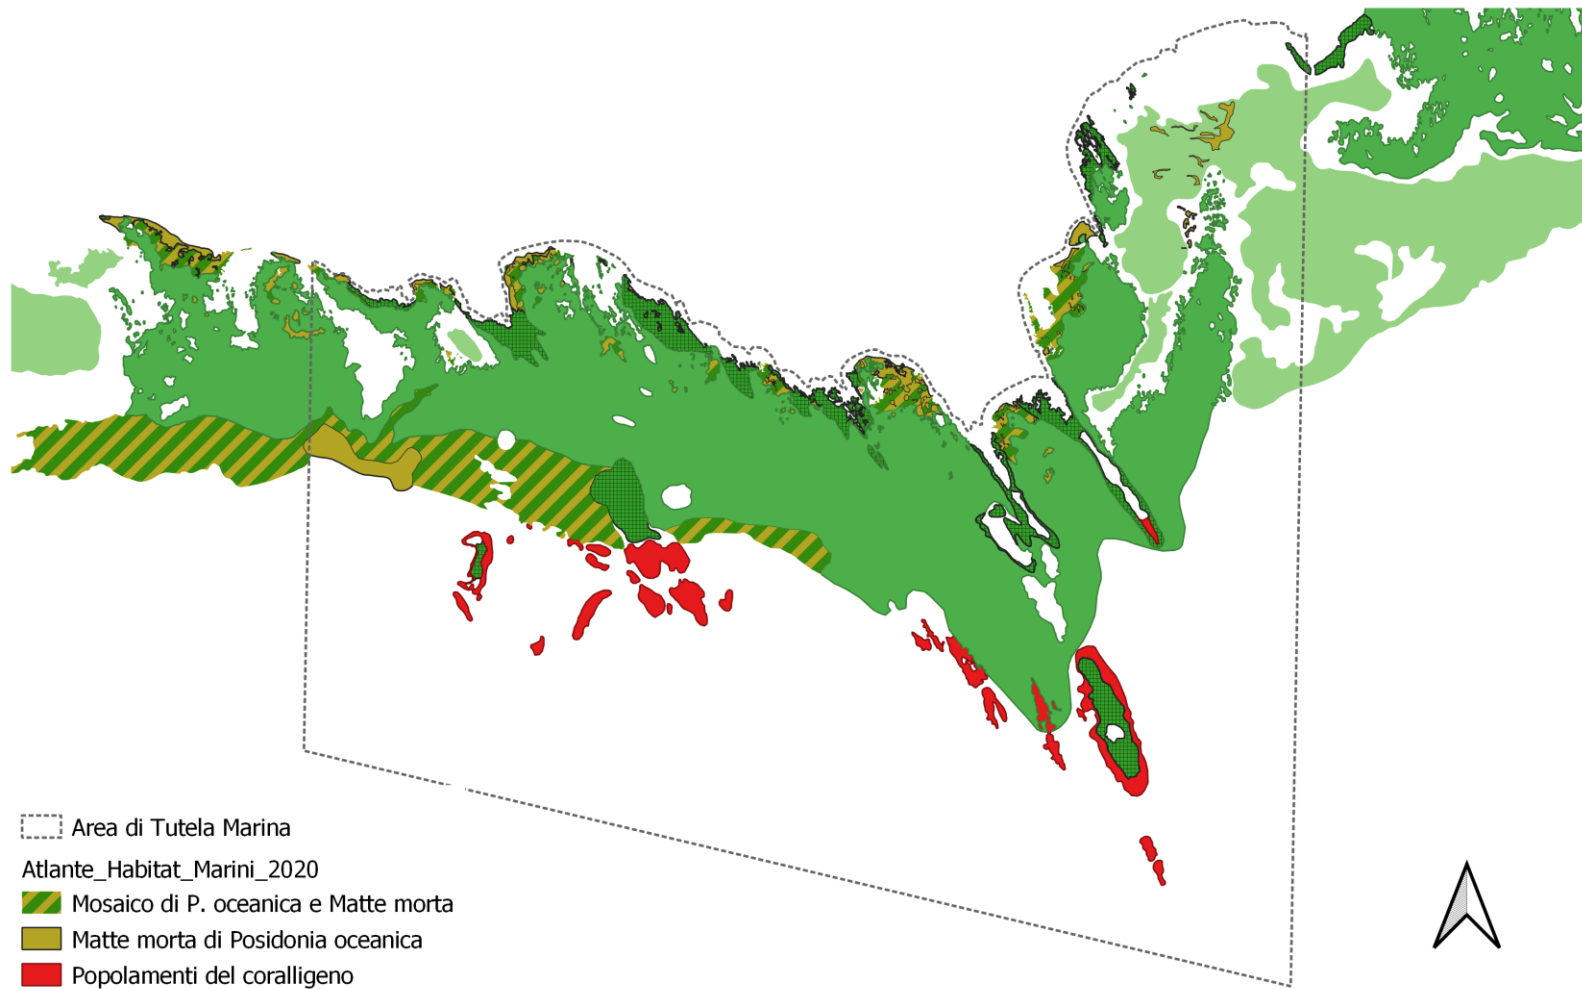 Area di Tutela Marina
Atlante_Habitat_Marini_2020
Mosaico di P. oceanica e Matte morta
Matte morta di Posidonia oceanica
Popolamenti del coralligeno